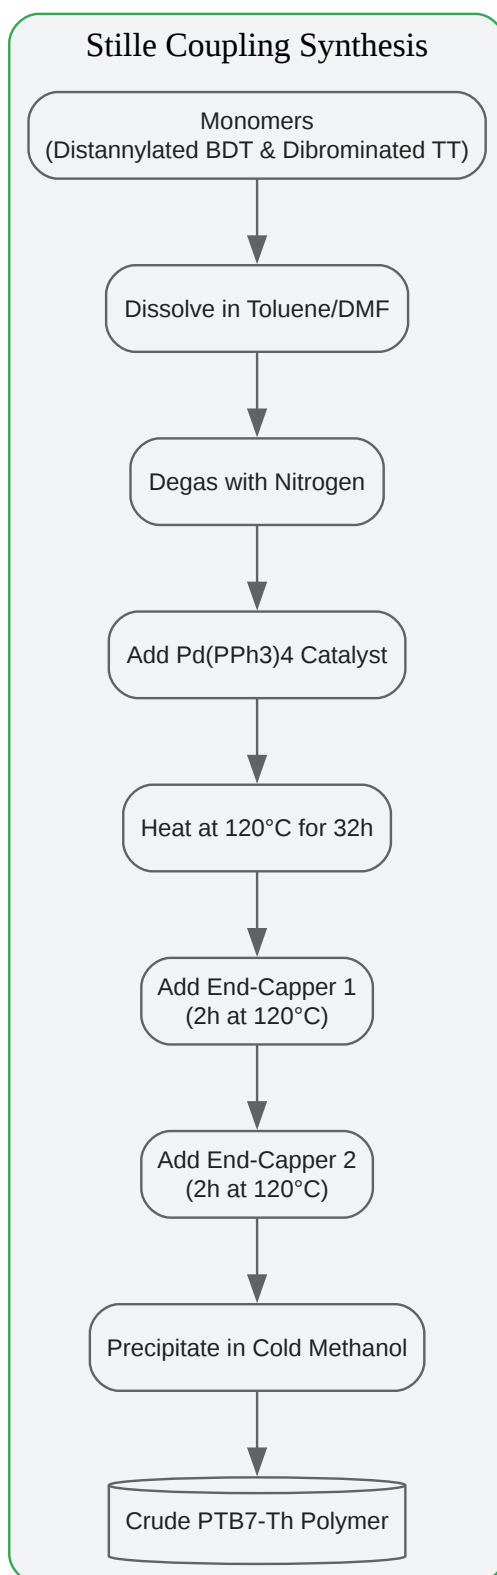 Stille Coupling Synthesis
Monomers
(Distannylated BDT & Dibrominated TT)
Dissolve in Toluene/DMF
Degas with Nitrogen
Add Pd(PPh3)4 Catalyst
Heat at 120°C for 32h
Add End-Capper 1
(2h at 120°C)
Add End-Capper 2
(2h at 120°C)
Precipitate in Cold Methanol
Crude PTB7-Th Polymer